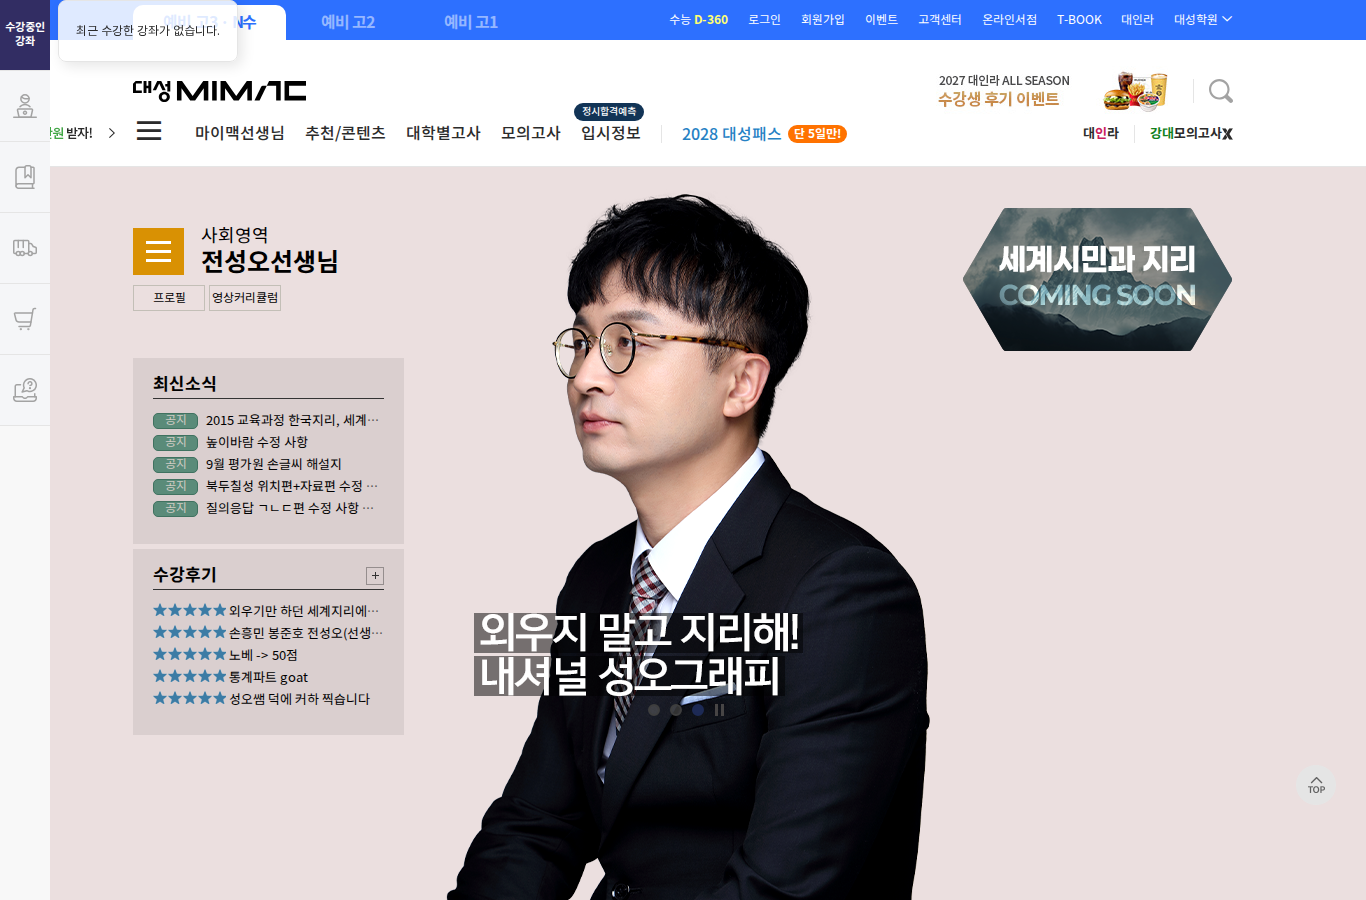 수강중인
강좌
최근 수강한 강좌가 없습니다.
N수
예비 고2
예비 고1
수능 D-360
로그인
회원가입
이벤트
고객센터
온라인서점
T-BOOK
대인라
대성학원
대성 MIMAC
2027 대인라 ALL SEASON
수강생 후기 이벤트
정시합격예측
받자!
마이맥선생님
추천/콘텐츠
대학별고사
모의고사
입시정보
2028 대성패스
단 5일만!
대인라
강대모의고사X
사회영역
전성오선생님
프로필
영상커리큘럼
세계시민과 지리
COMING SOON
최신소식
공지 2015 교육과정 한국지리, 세계…
공지 높이바람 수정 사항
공지 9월 평가원 손글씨 해설지
공지 북두칠성 위치편+자료편 수정 …
공지 질의응답 ㄱㄴㄷ편 수정 사항 …
수강후기
+
★★★★★ 외우기만 하던 세계지리에…
★★★★★ 손흥민 봉준호 전성오(선생…
★★★★★ 노베 -> 50점
★★★★★ 통계파트 goat
★★★★★ 성오쌤 덕에 커하 찍습니다
외우지 말고 지리해!
내셔널 성오그래피
TOP